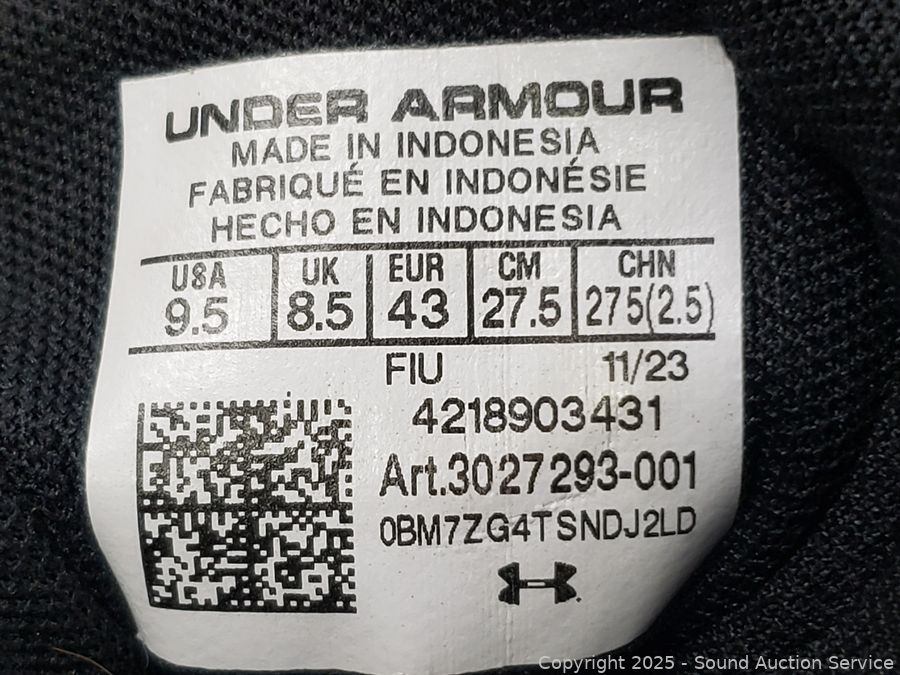 UNDER ARMOUR
MADE IN INDONESIA
FABRIQUÉ EN INDONÉSIE
HECHO EN INDONESIA
USA UK EUR CM CHN
9.5 8.5 43 27.5 275(2.5)
FIU 11/23
4218903431
Art.3027293-001
0BM7ZG4TSNDJ2LD
Copyright 2025 - Sound Auction Service